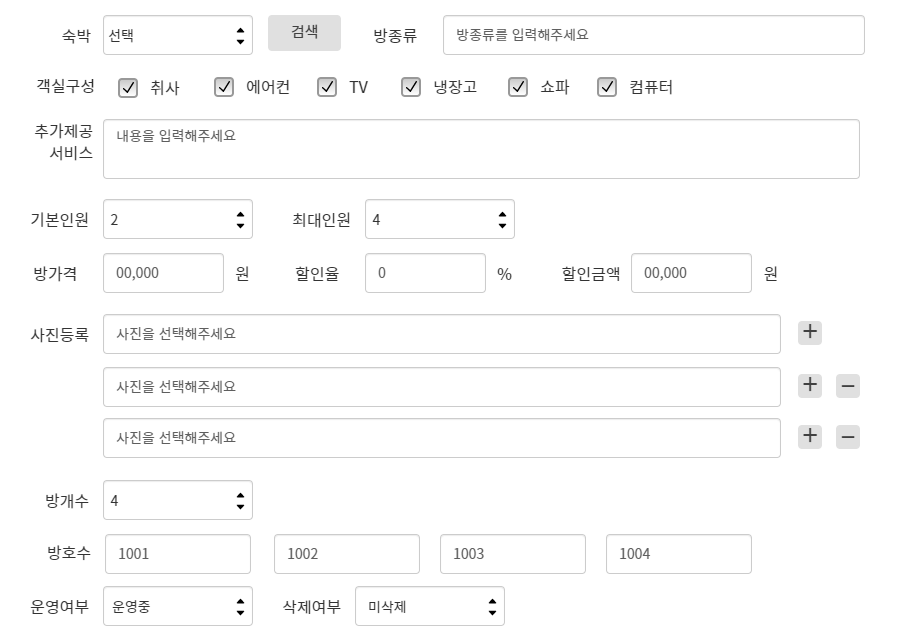 숙박 선택 검색 방종류 방종류를 입력해주세요
객실구성 취사 에어컨 TV 냉장고 쇼파 컴퓨터
추가제공
서비스
내용을 입력해주세요
기본인원 2 최대인원 4
방가격 00,000 원 할인율 0 % 할인금액 00,000 원
사진등록 사진을 선택해주세요 +
사진을 선택해주세요 + −
사진을 선택해주세요 + −
방개수 4
방호수 1001 1002 1003 1004
운영여부 운영중 삭제여부 미삭제